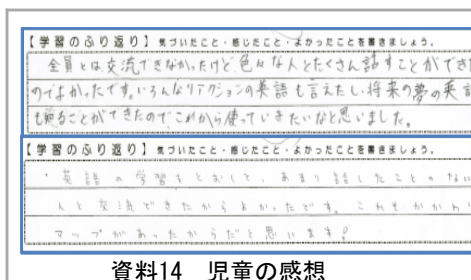 【学習のふり返り】 気づいたこと・感じたこと・よかったことを書きましょう。
全員とは交流できなかったけど色々な人とたくさん話すことができた
のでよかったです。いろんなリアクションの英語も言えたし将来の夢の英語
も知ることができたので、これから使っていきたいなと思いました。
【学習のふり返り】 気づいたこと・感じたこと・よかったことを書きましょう。
・英語の学習をとおして、あまり話したことのない
人と交流できたからよかったです。これもかかわり
マップがあったからだと思います!
資料14 児童の感想